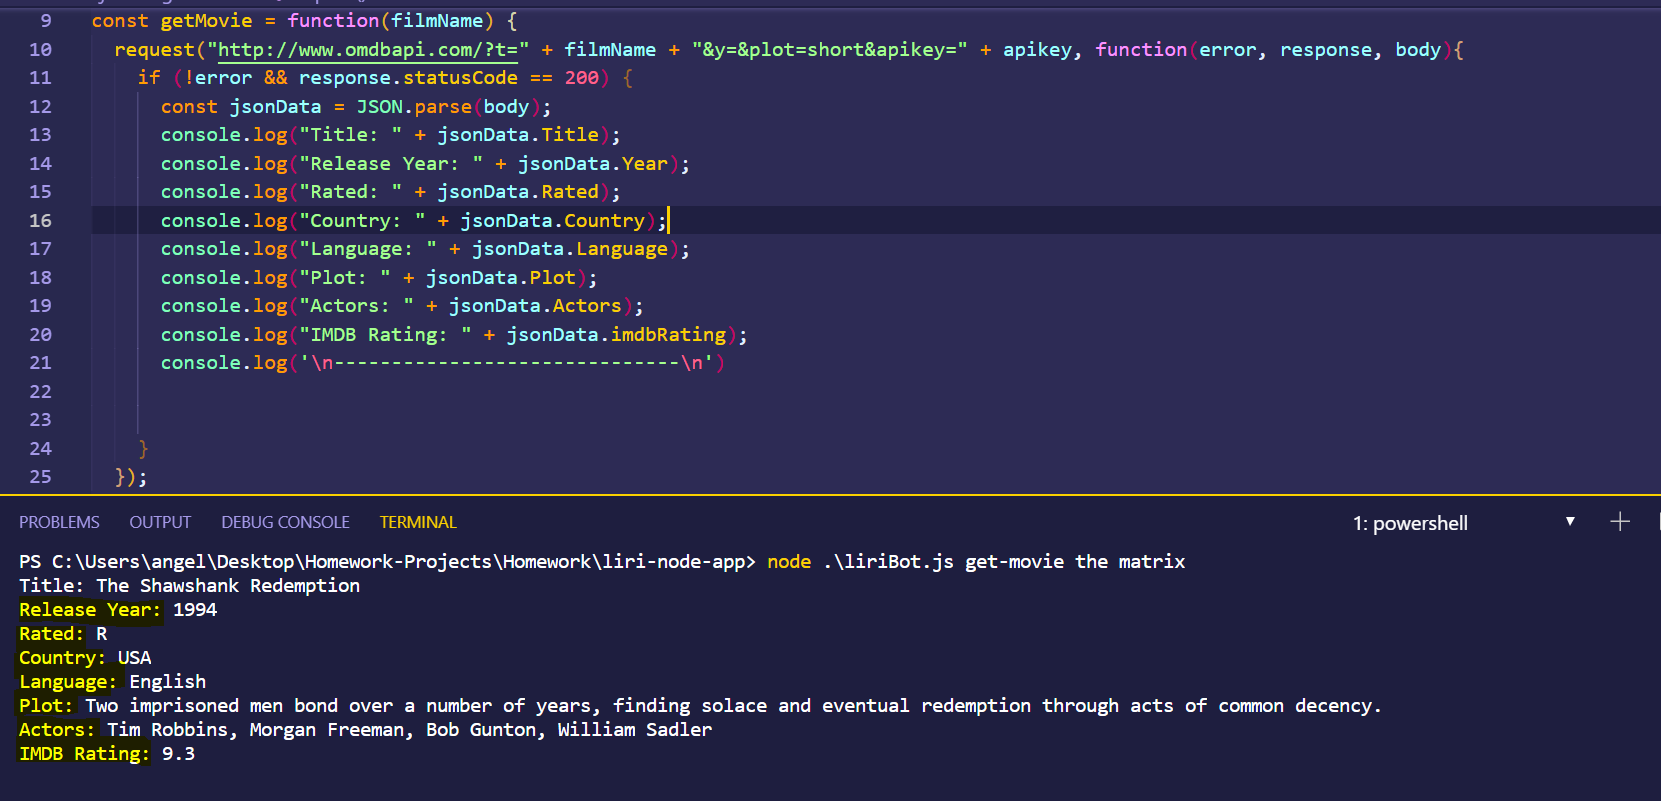 9 const getMovie = function(filmName) {
10 request("http://www.omdbapi.com/?t=" + filmName + "&y=&plot=short&apikey=" + apikey, function(error, response, body){
11 if (!error && response.statusCode == 200) {
12 const jsonData = JSON.parse(body);
13 console.log("Title: " + jsonData.Title);
14 console.log("Release Year: " + jsonData.Year);
15 console.log("Rated: " + jsonData.Rated);
16 console.log("Country: " + jsonData.Country);
17 console.log("Language: " + jsonData.Language);
18 console.log("Plot: " + jsonData.Plot);
19 console.log("Actors: " + jsonData.Actors);
20 console.log("IMDB Rating: " + jsonData.imdbRating);
21 console.log('\n------------------------------\n')
22
23
24 }
25 });
PROBLEMS OUTPUT DEBUG CONSOLE TERMINAL 1: powershell
PS C:\Users\angel\Desktop\Homework-Projects\Homework\liri-node-app> node .\liriBot.js get-movie the matrix
Title: The Shawshank Redemption
Release Year: 1994
Rated: R
Country: USA
Language: English
Plot: Two imprisoned men bond over a number of years, finding solace and eventual redemption through acts of common decency.
Actors: Tim Robbins, Morgan Freeman, Bob Gunton, William Sadler
IMDB Rating: 9.3